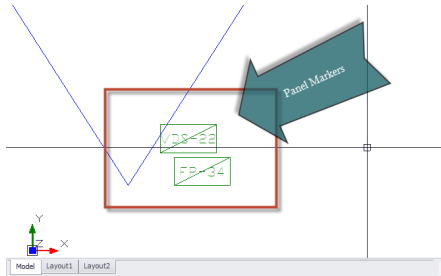 Panel Markers
VDS-22
FP-34
Y
Z X
Model Layout1 Layout2